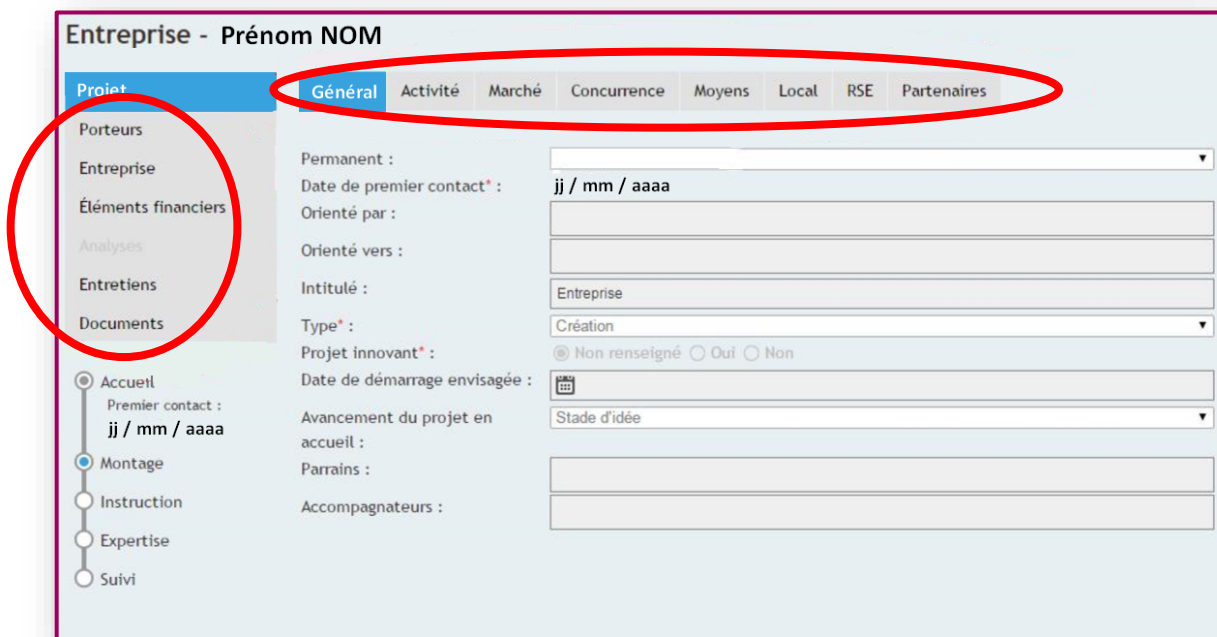 Entreprise - Prénom NOM
Projet
Général Activité Marché Concurrence Moyens Local RSE Partenaires
Porteurs
Entreprise
Éléments financiers
Analyses
Entretiens
Documents
Accueil
Premier contact :
jj / mm / aaaa
Montage
Instruction
Expertise
Suivi
Permanent :
Date de premier contact* : jj / mm / aaaa
Orienté par :
Orienté vers :
Intitulé : Entreprise
Type* : Création
Projet innovant* : Non renseigné Oui Non
Date de démarrage envisagée :
Avancement du projet en Stade d'idée
accueil :
Parrains :
Accompagnateurs :